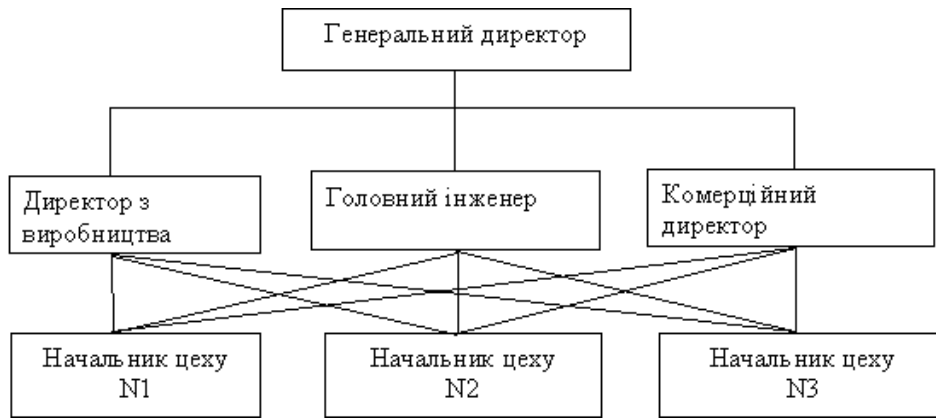 Генеральний директор
Директор з
виробництва
Головний інженер
Комерційний
директор
Начальник цеху
N1
Начальник цеху
N2
Начальник цеху
N3